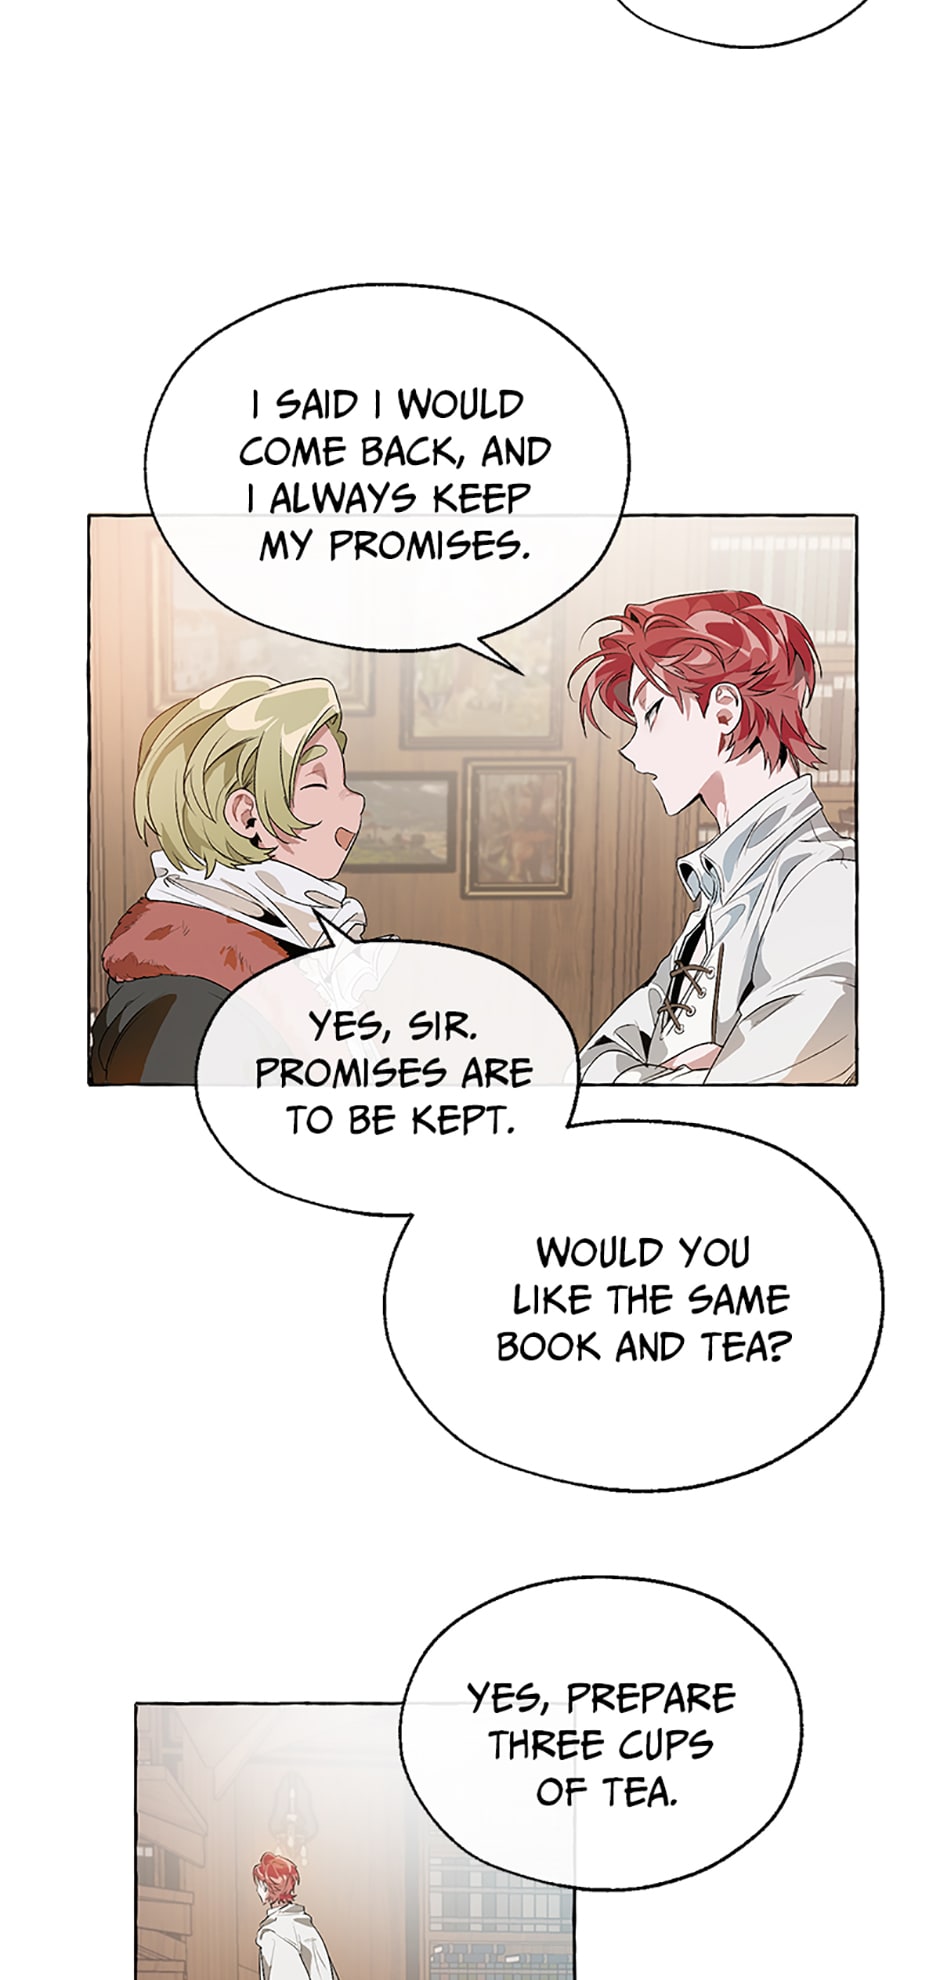 I SAID I WOULD
COME BACK, AND
I ALWAYS KEEP
MY PROMISES.
YES, SIR.
PROMISES ARE
TO BE KEPT.
WOULD YOU
LIKE THE SAME
BOOK AND TEA?
YES, PREPARE
THREE CUPS
OF TEA.